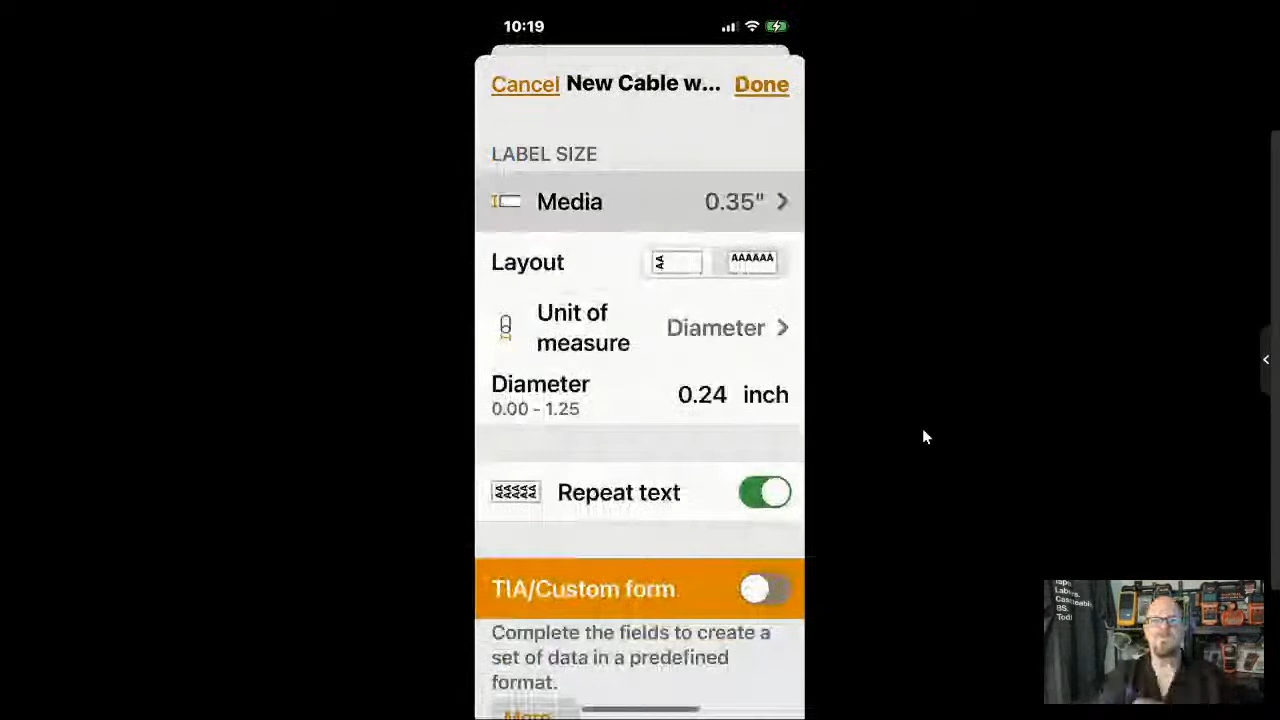 10:19
Cancel New Cable w... Done
LABEL SIZE
Media 0.35"
Layout AA AAAAAA
Unit of
measure
Diameter
Diameter 0.24 inch
0.00 - 1.25
Repeat text
TIA/Custom form
Complete the fields to create a
set of data in a predefined
format.
More